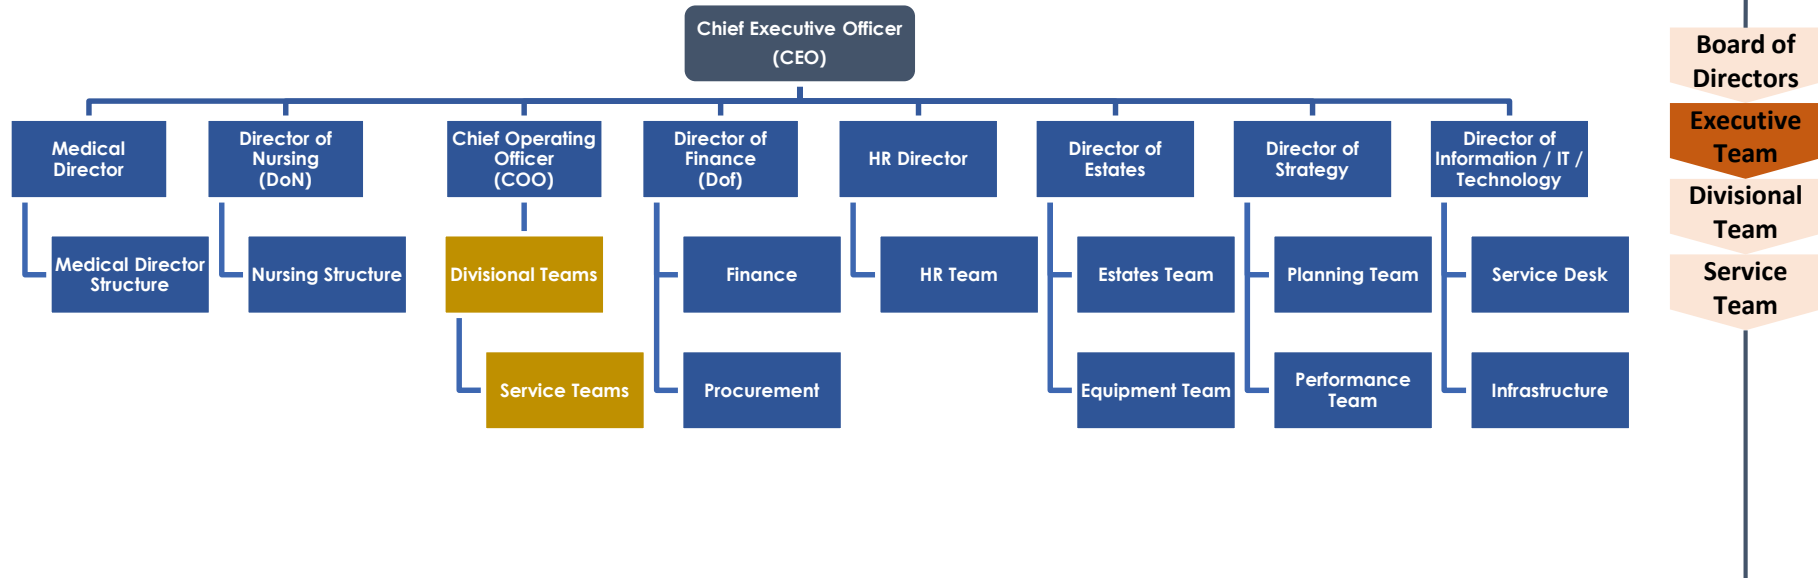 Chief Executive Officer
(CEO)
Medical
Director
Director of
Nursing
(DoN)
Chief Operating
Officer
(COO)
Director of
Finance
(Dof)
HR Director
Director of
Estates
Director of
Strategy
Director of
Information / IT /
Technology
Medical Director
Structure
Nursing Structure
Divisional Teams
Finance
HR Team
Estates Team
Planning Team
Service Desk
Service Teams
Procurement
Equipment Team
Performance
Team
Infrastructure
Board of
Directors
Executive
Team
Divisional
Team
Service
Team